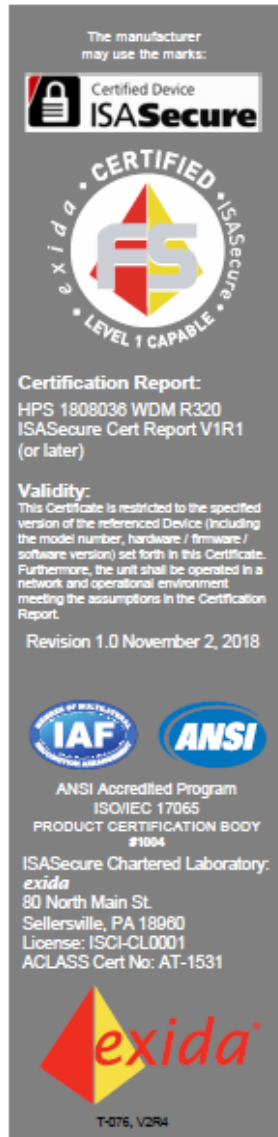 The manufacturer
may use the marks:
Certified Device
ISASecure
exida • CERTIFIED • ISASecure
FS
• LEVEL 1 CAPABLE •
Certification Report:
HPS 1808036 WDM R320
ISASecure Cert Report V1R1
(or later)
Validity:
This Certificate is restricted to the specified
version of the referenced Device (including
the model number, hardware / firmware /
software version) set forth in this Certificate.
Furthermore, the unit shall be operated in a
network and operational environment
meeting the assumptions in the Certification
Report.
Revision 1.0 November 2, 2018
MEMBER OF MULTILATERAL
RECOGNITION ARRANGEMENT
IAF
ANSI
ANSI Accredited Program
ISO/IEC 17065
PRODUCT CERTIFICATION BODY
#1004
ISASecure Chartered Laboratory:
exida
80 North Main St.
Sellersville, PA 18960
License: ISCI-CL0001
ACLASS Cert No: AT-1531
exida
T-076, V2R4